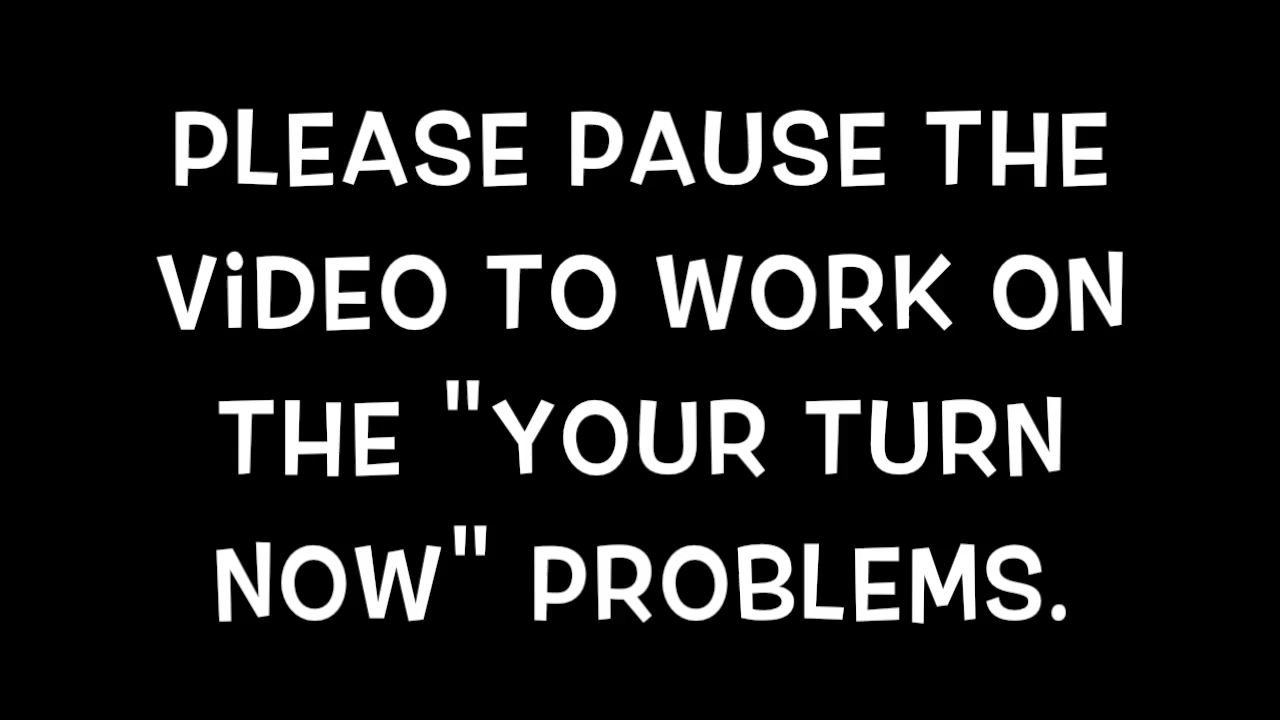 PLEASE PAUSE THE
ViDEO TO WORK ON
THE "YOUR TURN
NOW" PROBLEMS.